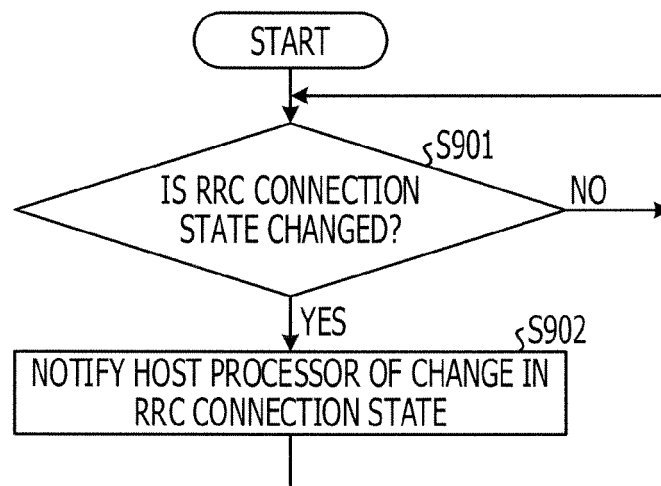 START
S901
IS RRC CONNECTION
STATE CHANGED?
NO
YES
S902
NOTIFY HOST PROCESSOR OF CHANGE IN
RRC CONNECTION STATE